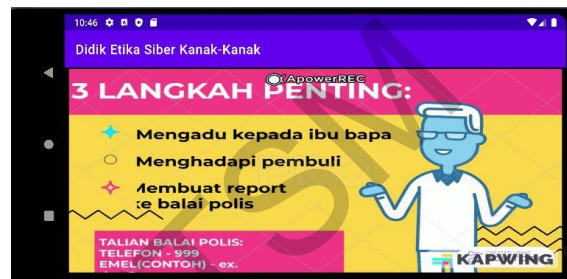 10:46
Didik Etika Siber Kanak-Kanak
ApowerREC
3 LANGKAH PENTING:
Mengadu kepada ibu bapa
Menghadapi pembuli
Membuat report
ke balai polis
TALIAN BALAI POLIS:
TELEFON - 999
EMEL(CONTOH) - ex.
KAPWING